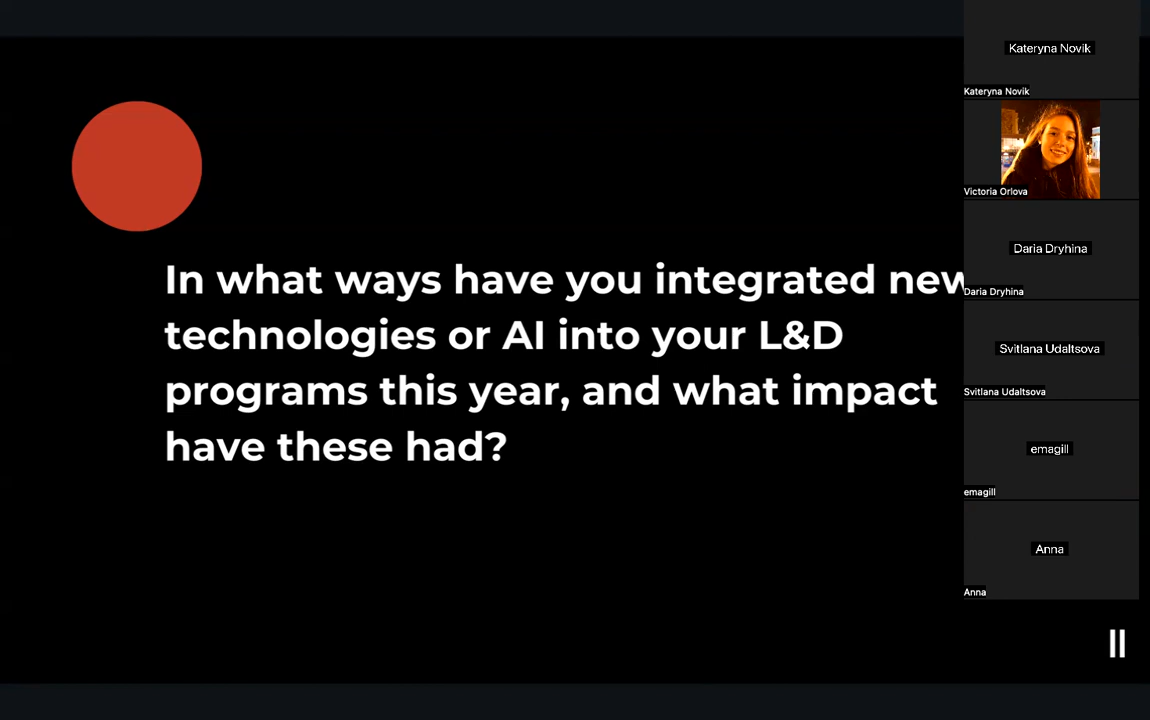 In what ways have you integrated new
technologies or AI into your L&D
programs this year, and what impact
have these had?
Kateryna Novik
Kateryna Novik
Victoria Orlova
Daria Dryhina
Daria Dryhina
Svitlana Udaltsova
Svitlana Udaltsova
emagill
emagill
Anna
Anna